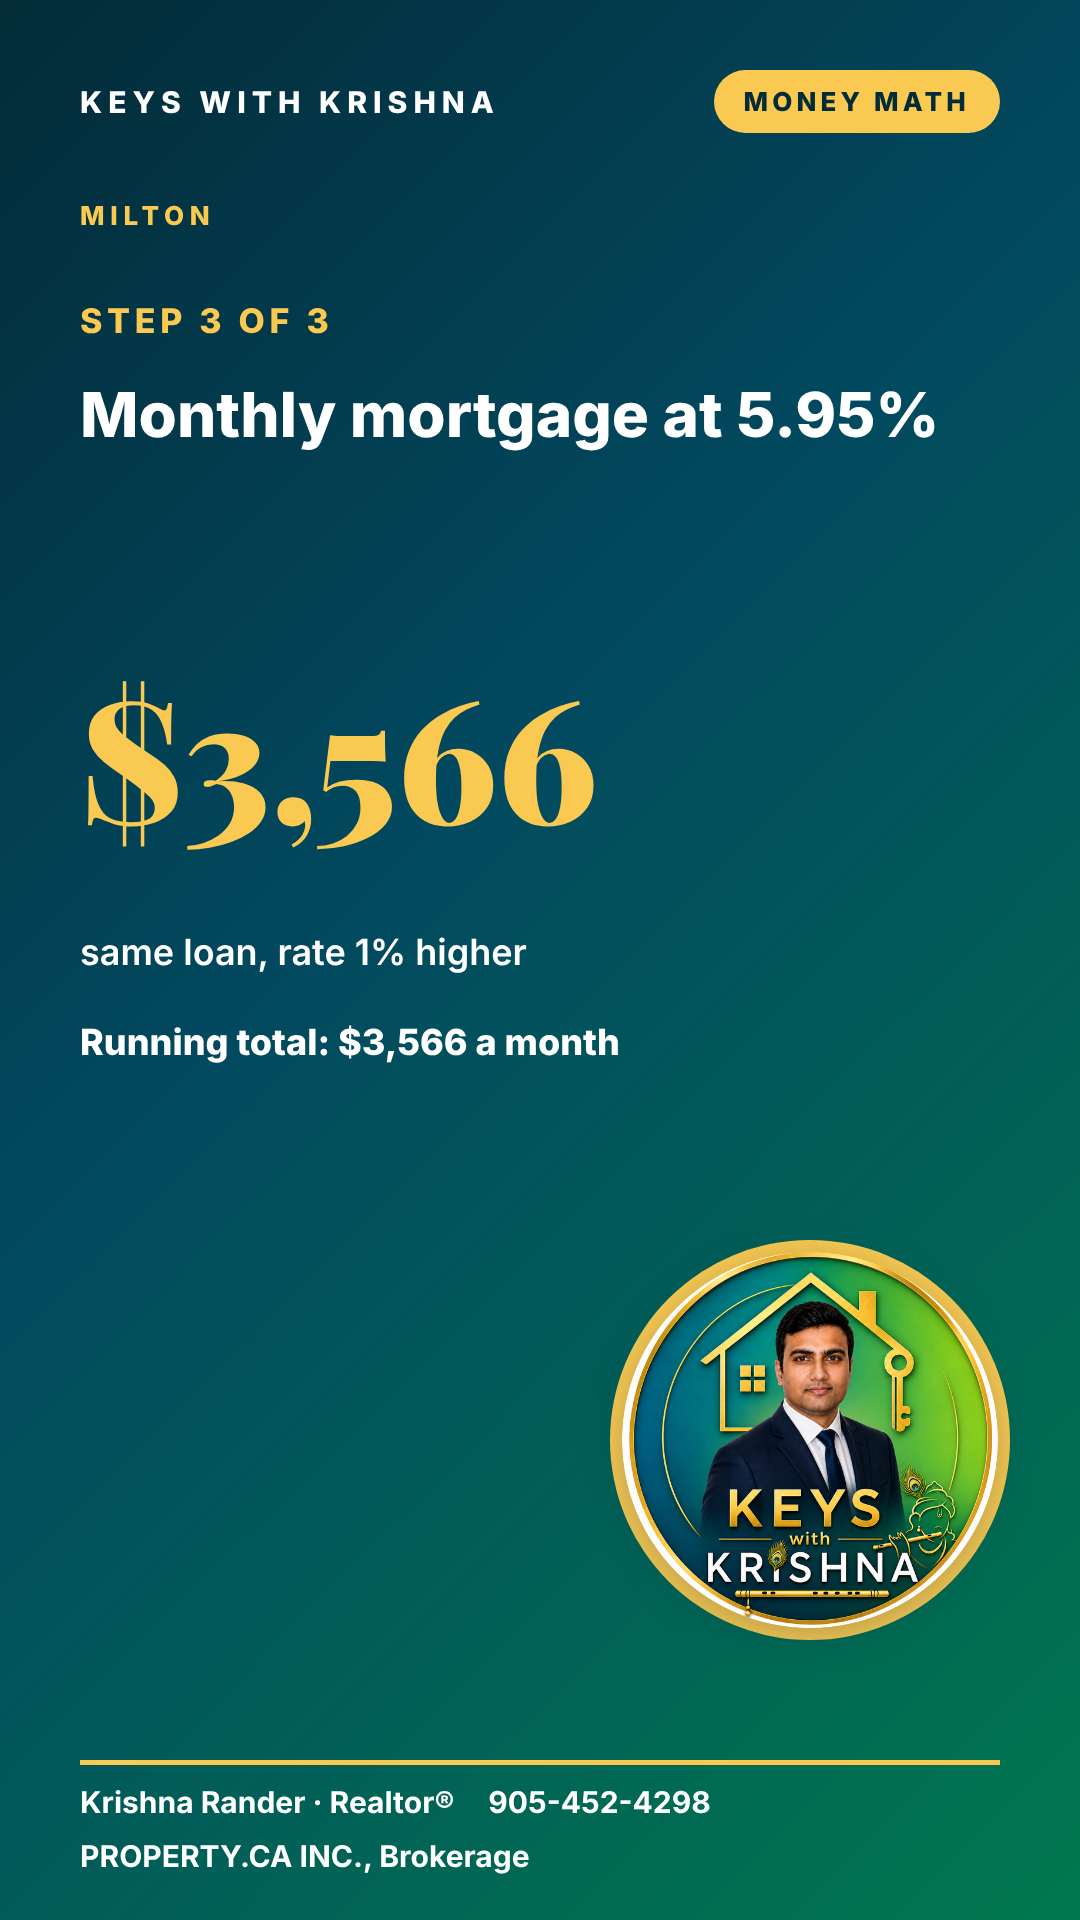 KEYS WITH KRISHNA
MONEY MATH
MILTON
STEP 3 OF 3
Monthly mortgage at 5.95%
$3,566
same loan, rate 1% higher
Running total: $3,566 a month
KEYS
with
KRISHNA
Krishna Rander · Realtor® 905-452-4298
PROPERTY.CA INC., Brokerage